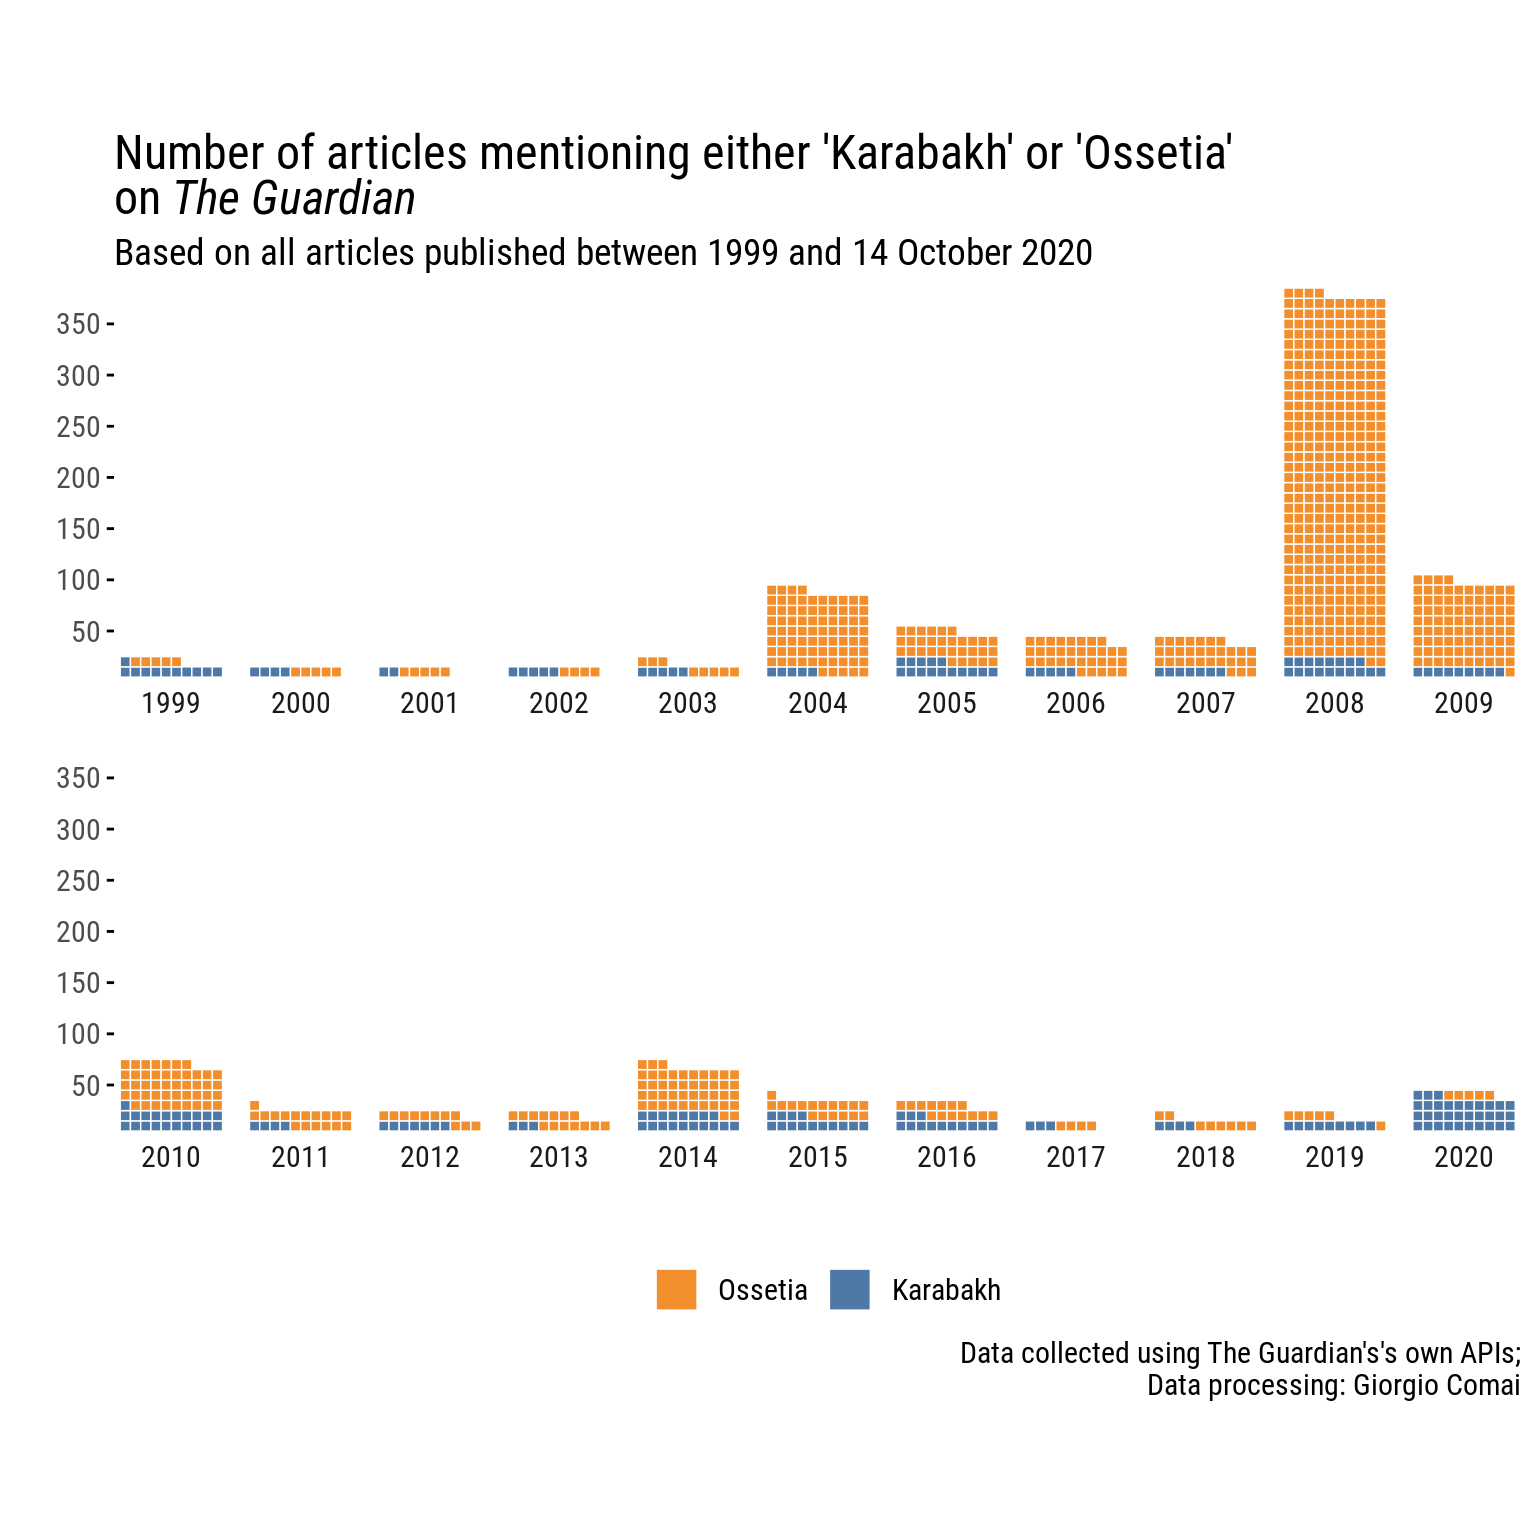 Number of articles mentioning either 'Karabakh' or 'Ossetia'
on The Guardian
Based on all articles published between 1999 and 14 October 2020
350
300
250
200
150
100
50
1999 2000 2001 2002 2003 2004 2005 2006 2007 2008 2009
350
300
250
200
150
100
50
2010 2011 2012 2013 2014 2015 2016 2017 2018 2019 2020
Ossetia Karabakh
Data collected using The Guardian's's own APIs;
Data processing: Giorgio Comai